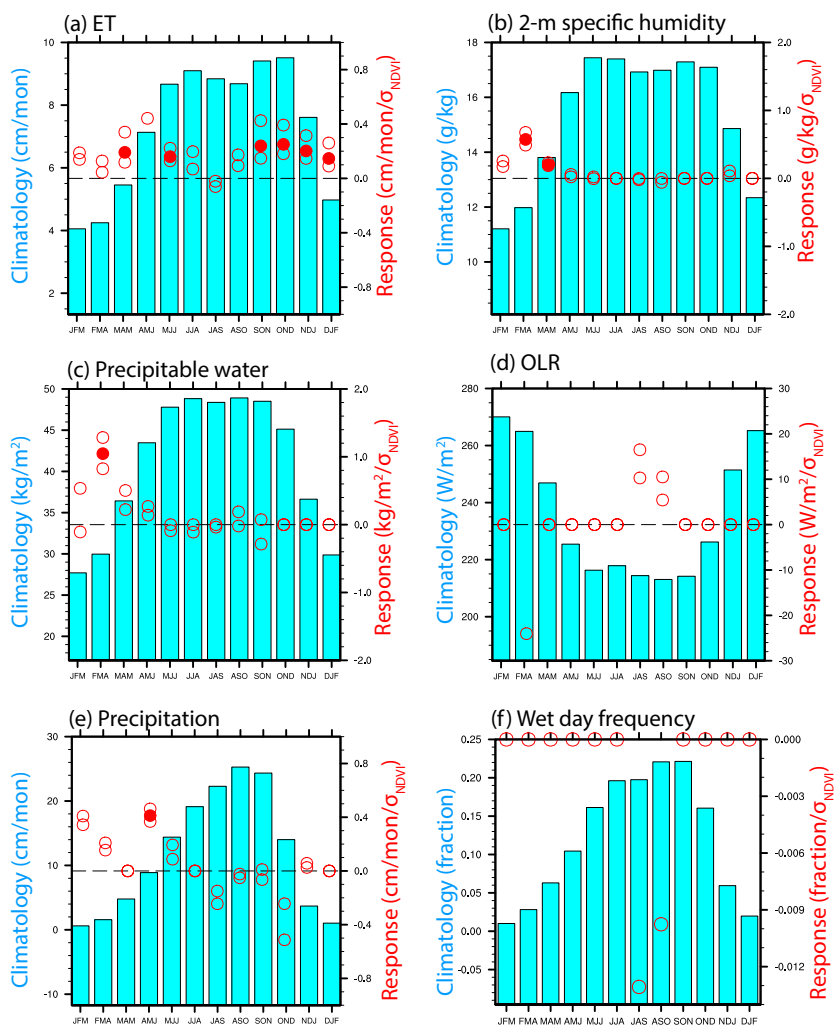 (a) ET
(b) 2-m specific humidity
10
8
6
4
2
Climatology (cm/mon)
0.8
0.4
0.0
-0.4
-0.8
Response (cm/mon/σNDVI)
JFM FMA MAM AMJ MJJ JJA JAS ASO SON OND NDJ DJF
18
16
14
12
10
Climatology (g/kg)
2.0
1.0
0.0
-1.0
-2.0
Response (g/kg/σNDVI)
JFM FMA MAM AMJ MJJ JJA JAS ASO SON OND NDJ DJF
(c) Precipitable water
(d) OLR
50
45
40
35
30
25
20
Climatology (kg/m²)
2.0
1.0
0.0
-1.0
-2.0
Response (kg/m²/σNDVI)
JFM FMA MAM AMJ MJJ JJA JAS ASO SON OND NDJ DJF
280
260
240
220
200
Climatology (W/m²)
30
20
10
0
-10
-20
-30
Response (W/m²/σNDVI)
JFM FMA MAM AMJ MJJ JJA JAS ASO SON OND NDJ DJF
(e) Precipitation
(f) Wet day frequency
30
20
10
0
-10
Climatology (cm/mon)
0.8
0.4
0.0
-0.4
-0.8
Response (cm/mon/σNDVI)
JFM FMA MAM AMJ MJJ JJA JAS ASO SON OND NDJ DJF
0.25
0.20
0.15
0.10
0.05
0.00
-0.05
Climatology (fraction)
0.000
-0.003
-0.006
-0.009
-0.012
Response (fraction/σNDVI)
JFM FMA MAM AMJ MJJ JJA JAS ASO SON OND NDJ DJF